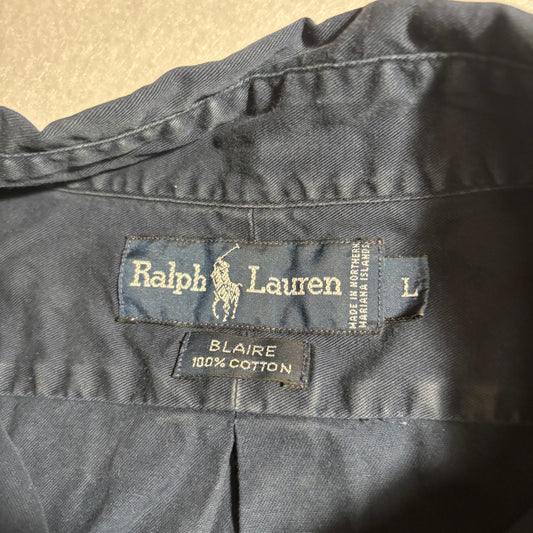 Ralph Lauren
MADE IN NORTHERN
MARIANA ISLANDS
L
BLAIRE
100% COTTON